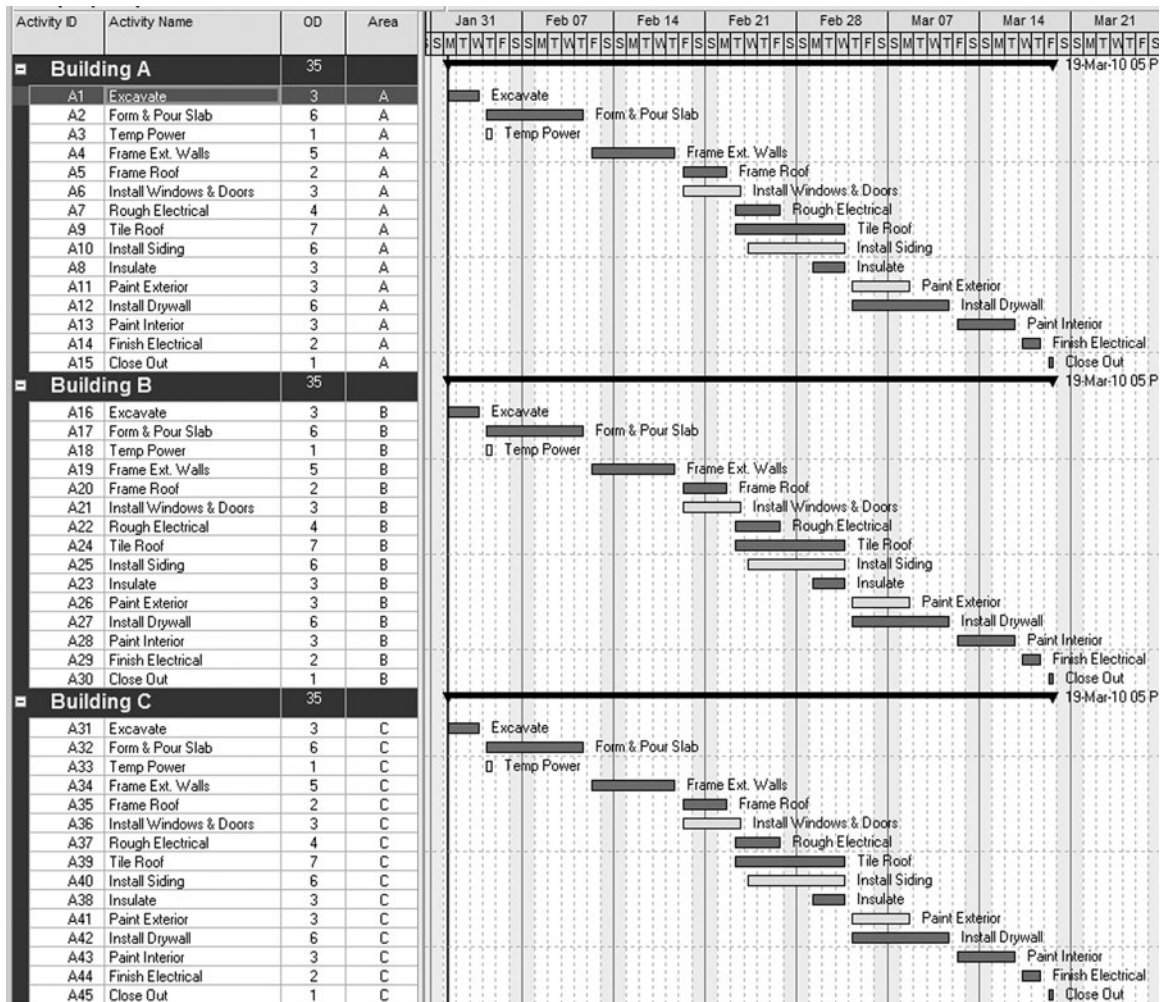 Activity ID Activity Name OD Area Jan 31 Feb 07 Feb 14 Feb 21 Feb 28 Mar 07 Mar 14 Mar 21
S M T W T F S S M T W T F S S M T W T F S S M T W T F S S M T W T F S S M T W T F S S M T W T F S S M T W T F S
Building A 35 19-Mar-10 05 P
A1 Excavate 3 A Excavate
A2 Form & Pour Slab 6 A Form & Pour Slab
A3 Temp Power 1 A Temp Power
A4 Frame Ext. Walls 5 A Frame Ext. Walls
A5 Frame Roof 2 A Frame Roof
A6 Install Windows & Doors 3 A Install Windows & Doors
A7 Rough Electrical 4 A Rough Electrical
A9 Tile Roof 7 A Tile Roof
A10 Install Siding 6 A Install Siding
A8 Insulate 3 A Insulate
A11 Paint Exterior 3 A Paint Exterior
A12 Install Drywall 6 A Install Drywall
A13 Paint Interior 3 A Paint Interior
A14 Finish Electrical 2 A Finish Electrical
A15 Close Out 1 A Close Out
Building B 35 19-Mar-10 05 P
A16 Excavate 3 B Excavate
A17 Form & Pour Slab 6 B Form & Pour Slab
A18 Temp Power 1 B Temp Power
A19 Frame Ext. Walls 5 B Frame Ext. Walls
A20 Frame Roof 2 B Frame Roof
A21 Install Windows & Doors 3 B Install Windows & Doors
A22 Rough Electrical 4 B Rough Electrical
A24 Tile Roof 7 B Tile Roof
A25 Install Siding 6 B Install Siding
A23 Insulate 3 B Insulate
A26 Paint Exterior 3 B Paint Exterior
A27 Install Drywall 6 B Install Drywall
A28 Paint Interior 3 B Paint Interior
A29 Finish Electrical 2 B Finish Electrical
A30 Close Out 1 B Close Out
Building C 35 19-Mar-10 05 P
A31 Excavate 3 C Excavate
A32 Form & Pour Slab 6 C Form & Pour Slab
A33 Temp Power 1 C Temp Power
A34 Frame Ext. Walls 5 C Frame Ext. Walls
A35 Frame Roof 2 C Frame Roof
A36 Install Windows & Doors 3 C Install Windows & Doors
A37 Rough Electrical 4 C Rough Electrical
A39 Tile Roof 7 C Tile Roof
A40 Install Siding 6 C Install Siding
A38 Insulate 3 C Insulate
A41 Paint Exterior 3 C Paint Exterior
A42 Install Drywall 6 C Install Drywall
A43 Paint Interior 3 C Paint Interior
A44 Finish Electrical 2 C Finish Electrical
A45 Close Out 1 C Close Out